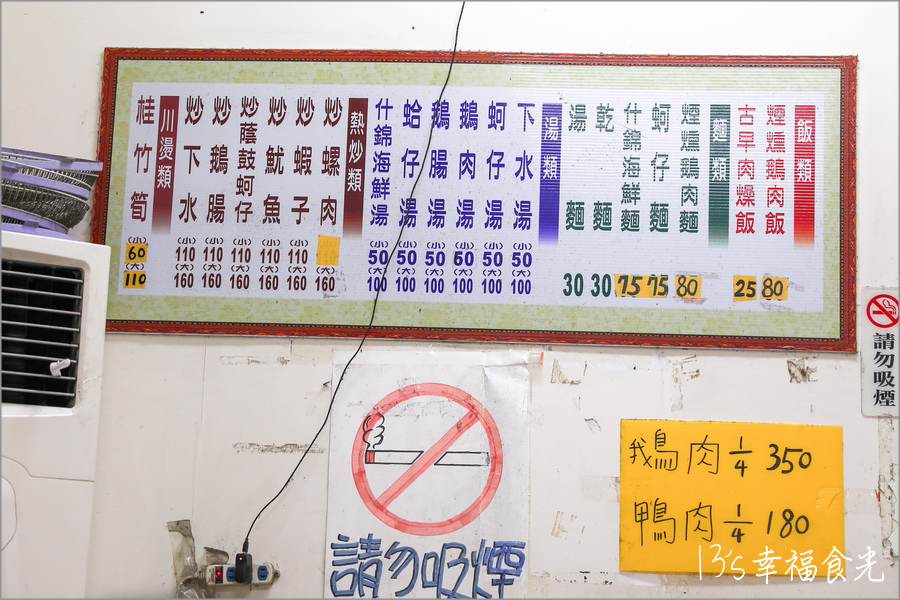 飯類
煙燻鵝肉飯 80
古早肉燥飯 25
麵類
煙燻鵝肉麵 80
蚵仔麵 75
什錦海鮮麵 75
乾麵 30
湯麵 30
湯類
下水湯 (小)50 (大)100
蚵仔湯 (小)50 (大)100
鵝肉湯 (小)50 (大)100
鵝腸湯 (小)50 (大)100
蛤仔湯 (小)50 (大)100
什錦海鮮湯 (小)50 (大)100
熱炒類
炒螺肉 (大)160
炒蝦子 (小)110 (大)160
炒魷魚 (小)110 (大)160
炒蔭鼓蚵仔 (小)110 (大)160
炒鵝腸 (小)110 (大)160
炒下水 (小)110 (大)160
川燙類
桂竹筍 (小)60 (大)110
請勿吸煙
請勿吸煙
鵝肉 1/4 350
鴨肉 1/4 180
13's幸福食光